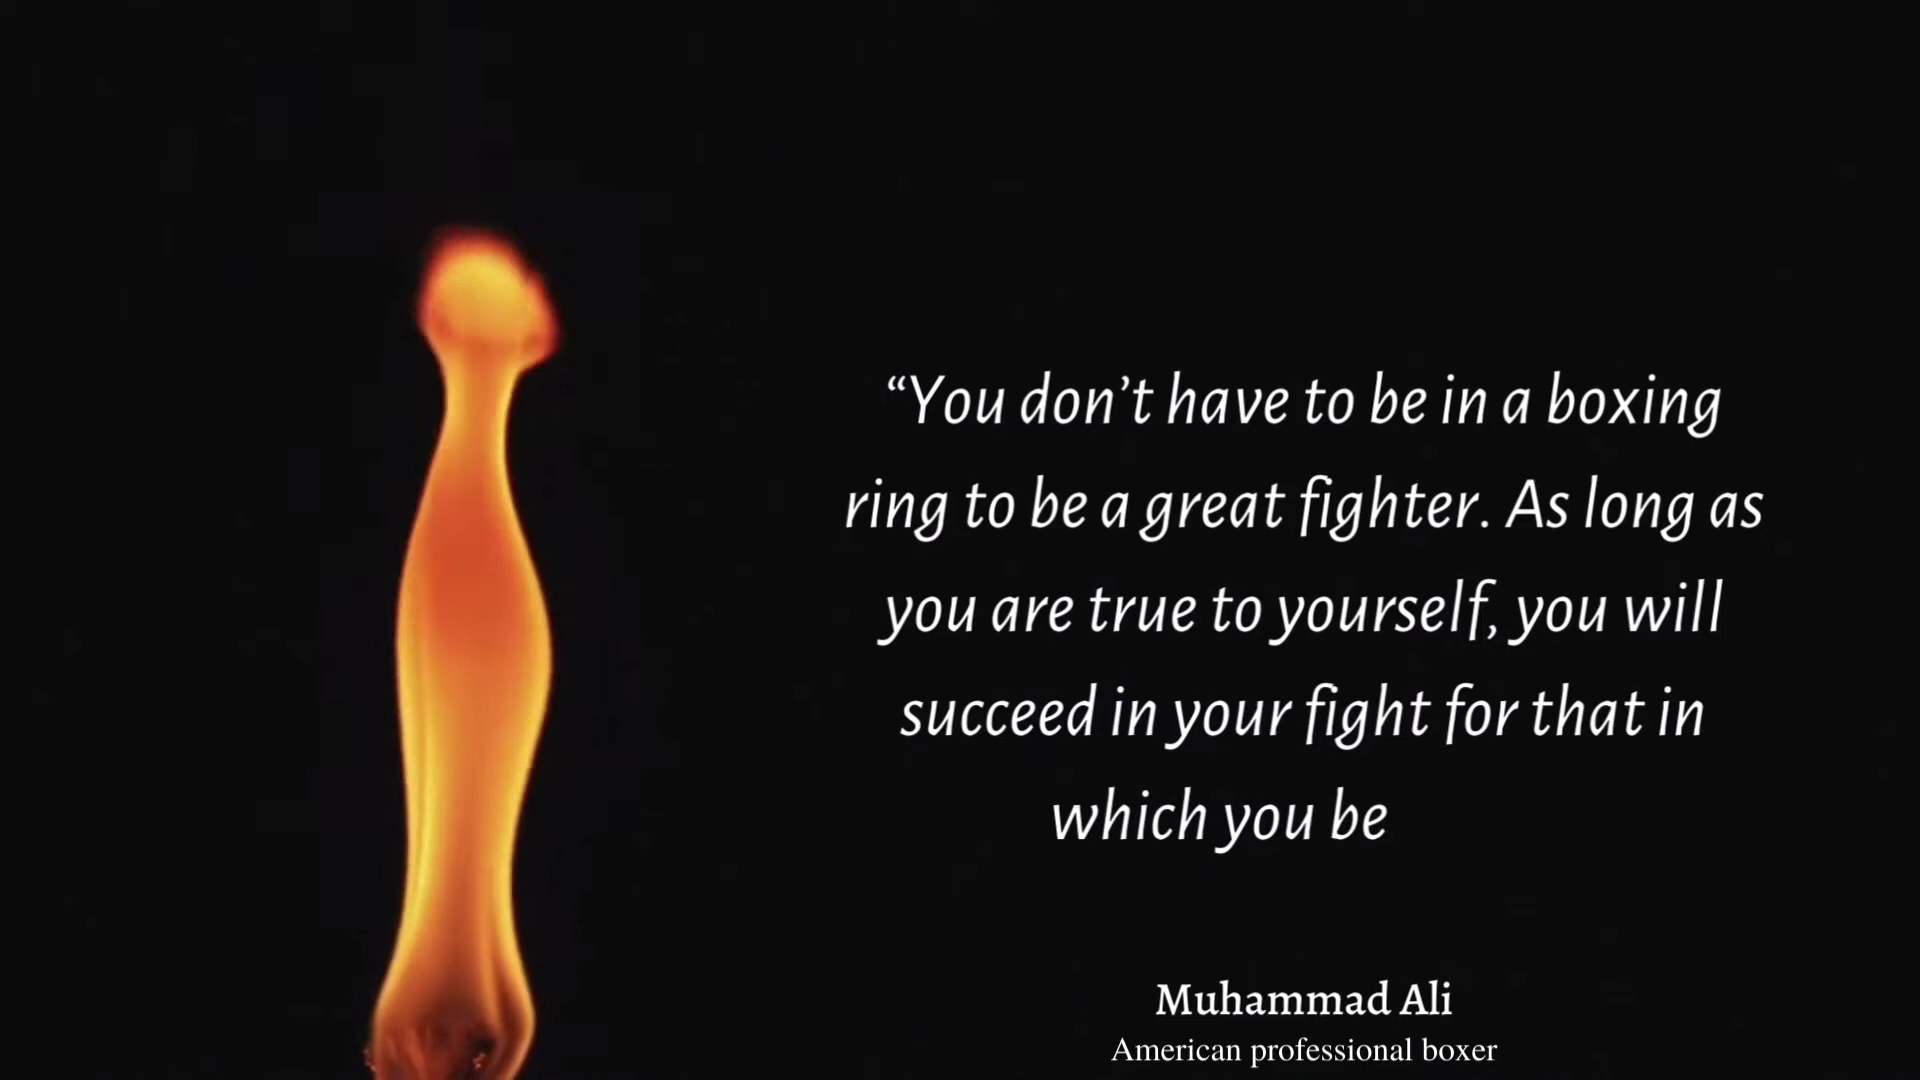 “You don’t have to be in a boxing
ring to be a great fighter. As long as
you are true to yourself, you will
succeed in your fight for that in
which you be
Muhammad Ali
American professional boxer